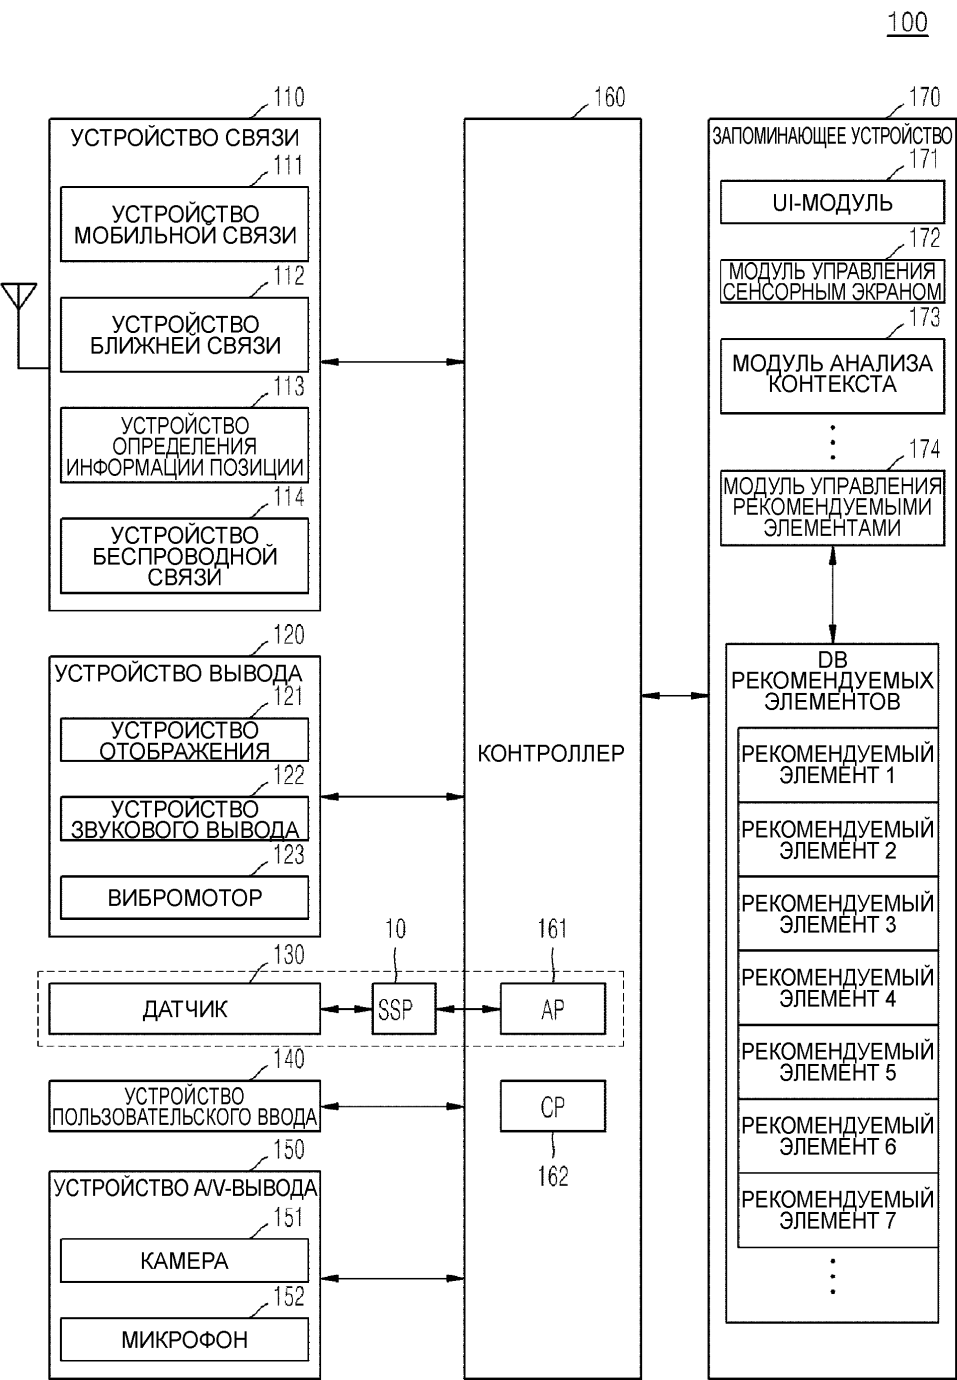 100
110
УСТРОЙСТВО СВЯЗИ
111
УСТРОЙСТВО
МОБИЛЬНОЙ СВЯЗИ
112
УСТРОЙСТВО
БЛИЖНЕЙ СВЯЗИ
113
УСТРОЙСТВО
ОПРЕДЕЛЕНИЯ
ИНФОРМАЦИИ ПОЗИЦИИ
114
УСТРОЙСТВО
БЕСПРОВОДНОЙ
СВЯЗИ
120
УСТРОЙСТВО ВЫВОДА
121
УСТРОЙСТВО
ОТОБРАЖЕНИЯ
122
УСТРОЙСТВО
ЗВУКОВОГО ВЫВОДА
123
ВИБРОМОТОР
130
ДАТЧИК
10
SSP
140
УСТРОЙСТВО
ПОЛЬЗОВАТЕЛЬСКОГО ВВОДА
150
УСТРОЙСТВО A/V-ВЫВОДА
151
КАМЕРА
152
МИКРОФОН
160
КОНТРОЛЛЕР
161
AP
CP
162
170
ЗАПОМИНАЮЩЕЕ УСТРОЙСТВО
171
UI-МОДУЛЬ
172
МОДУЛЬ УПРАВЛЕНИЯ
СЕНСОРНЫМ ЭКРАНОМ
173
МОДУЛЬ АНАЛИЗА
КОНТЕКСТА
174
МОДУЛЬ УПРАВЛЕНИЯ
РЕКОМЕНДУЕМЫМИ
ЭЛЕМЕНТАМИ
DB
РЕКОМЕНДУЕМЫХ
ЭЛЕМЕНТОВ
РЕКОМЕНДУЕМЫЙ
ЭЛЕМЕНТ 1
РЕКОМЕНДУЕМЫЙ
ЭЛЕМЕНТ 2
РЕКОМЕНДУЕМЫЙ
ЭЛЕМЕНТ 3
РЕКОМЕНДУЕМЫЙ
ЭЛЕМЕНТ 4
РЕКОМЕНДУЕМЫЙ
ЭЛЕМЕНТ 5
РЕКОМЕНДУЕМЫЙ
ЭЛЕМЕНТ 6
РЕКОМЕНДУЕМЫЙ
ЭЛЕМЕНТ 7